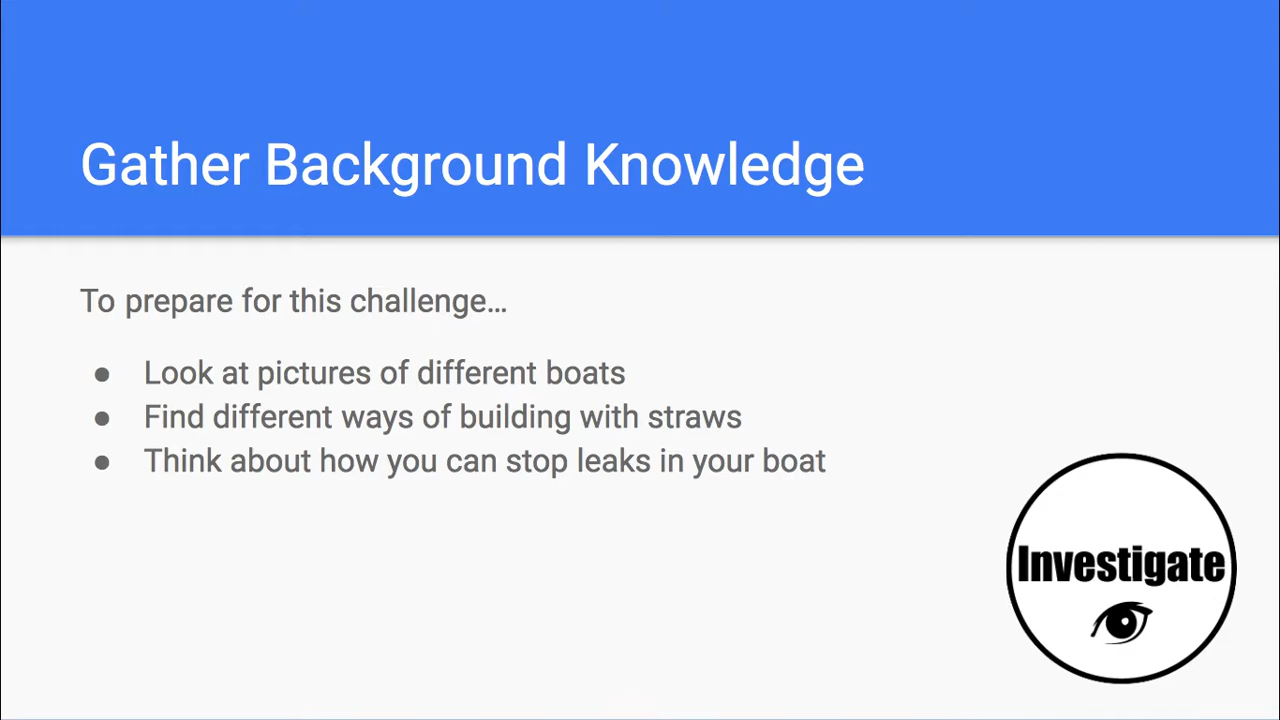 Gather Background Knowledge
To prepare for this challenge...
● Look at pictures of different boats
● Find different ways of building with straws
● Think about how you can stop leaks in your boat
Investigate